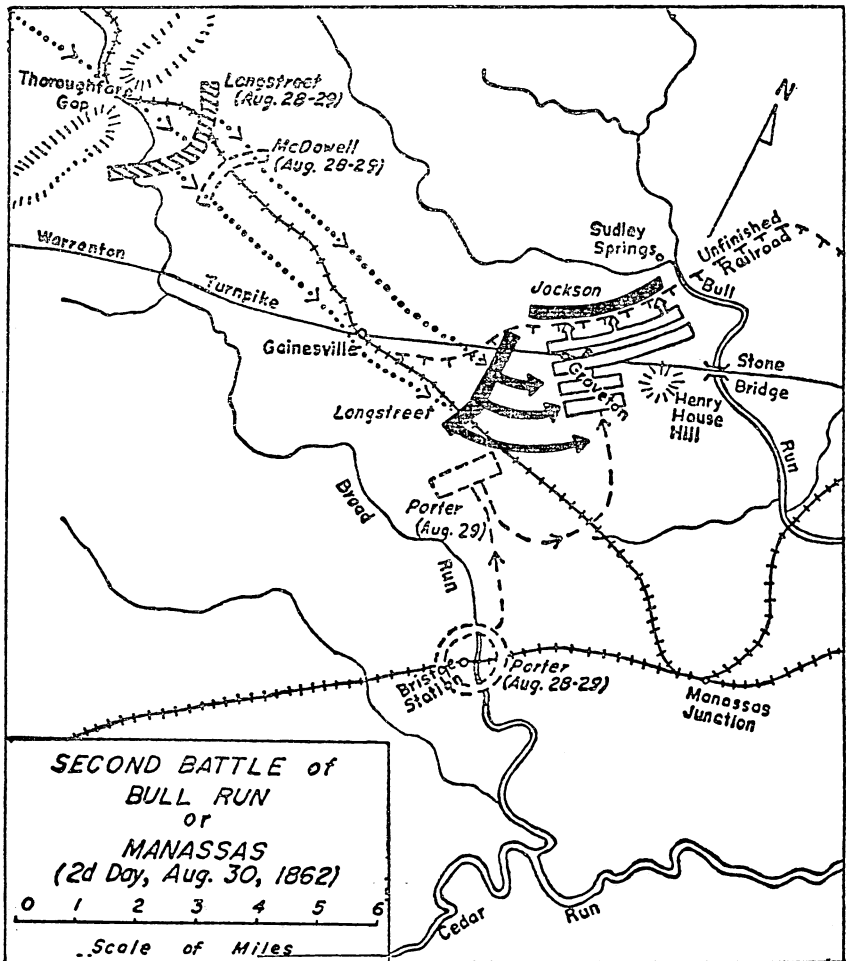 Thoroughfare
Gap
Longstreet
(Aug. 28-29)
McDowell
(Aug. 28-29)
N
Warrenton
Turnpike
Sudley
Springs
Unfinished
Railroad
Bull
Jackson
Gainesville
Groveton
Stone
Bridge
Henry
House
Hill
Longstreet
Run
Porter
(Aug. 29)
Broad
Run
Bristoe
Station
Porter
(Aug. 28-29)
Manassas
Junction
SECOND BATTLE of
BULL RUN
or
MANASSAS
(2d Day, Aug. 30, 1862)
0 1 2 3 4 5 6
Scale of Miles
Cedar
Run